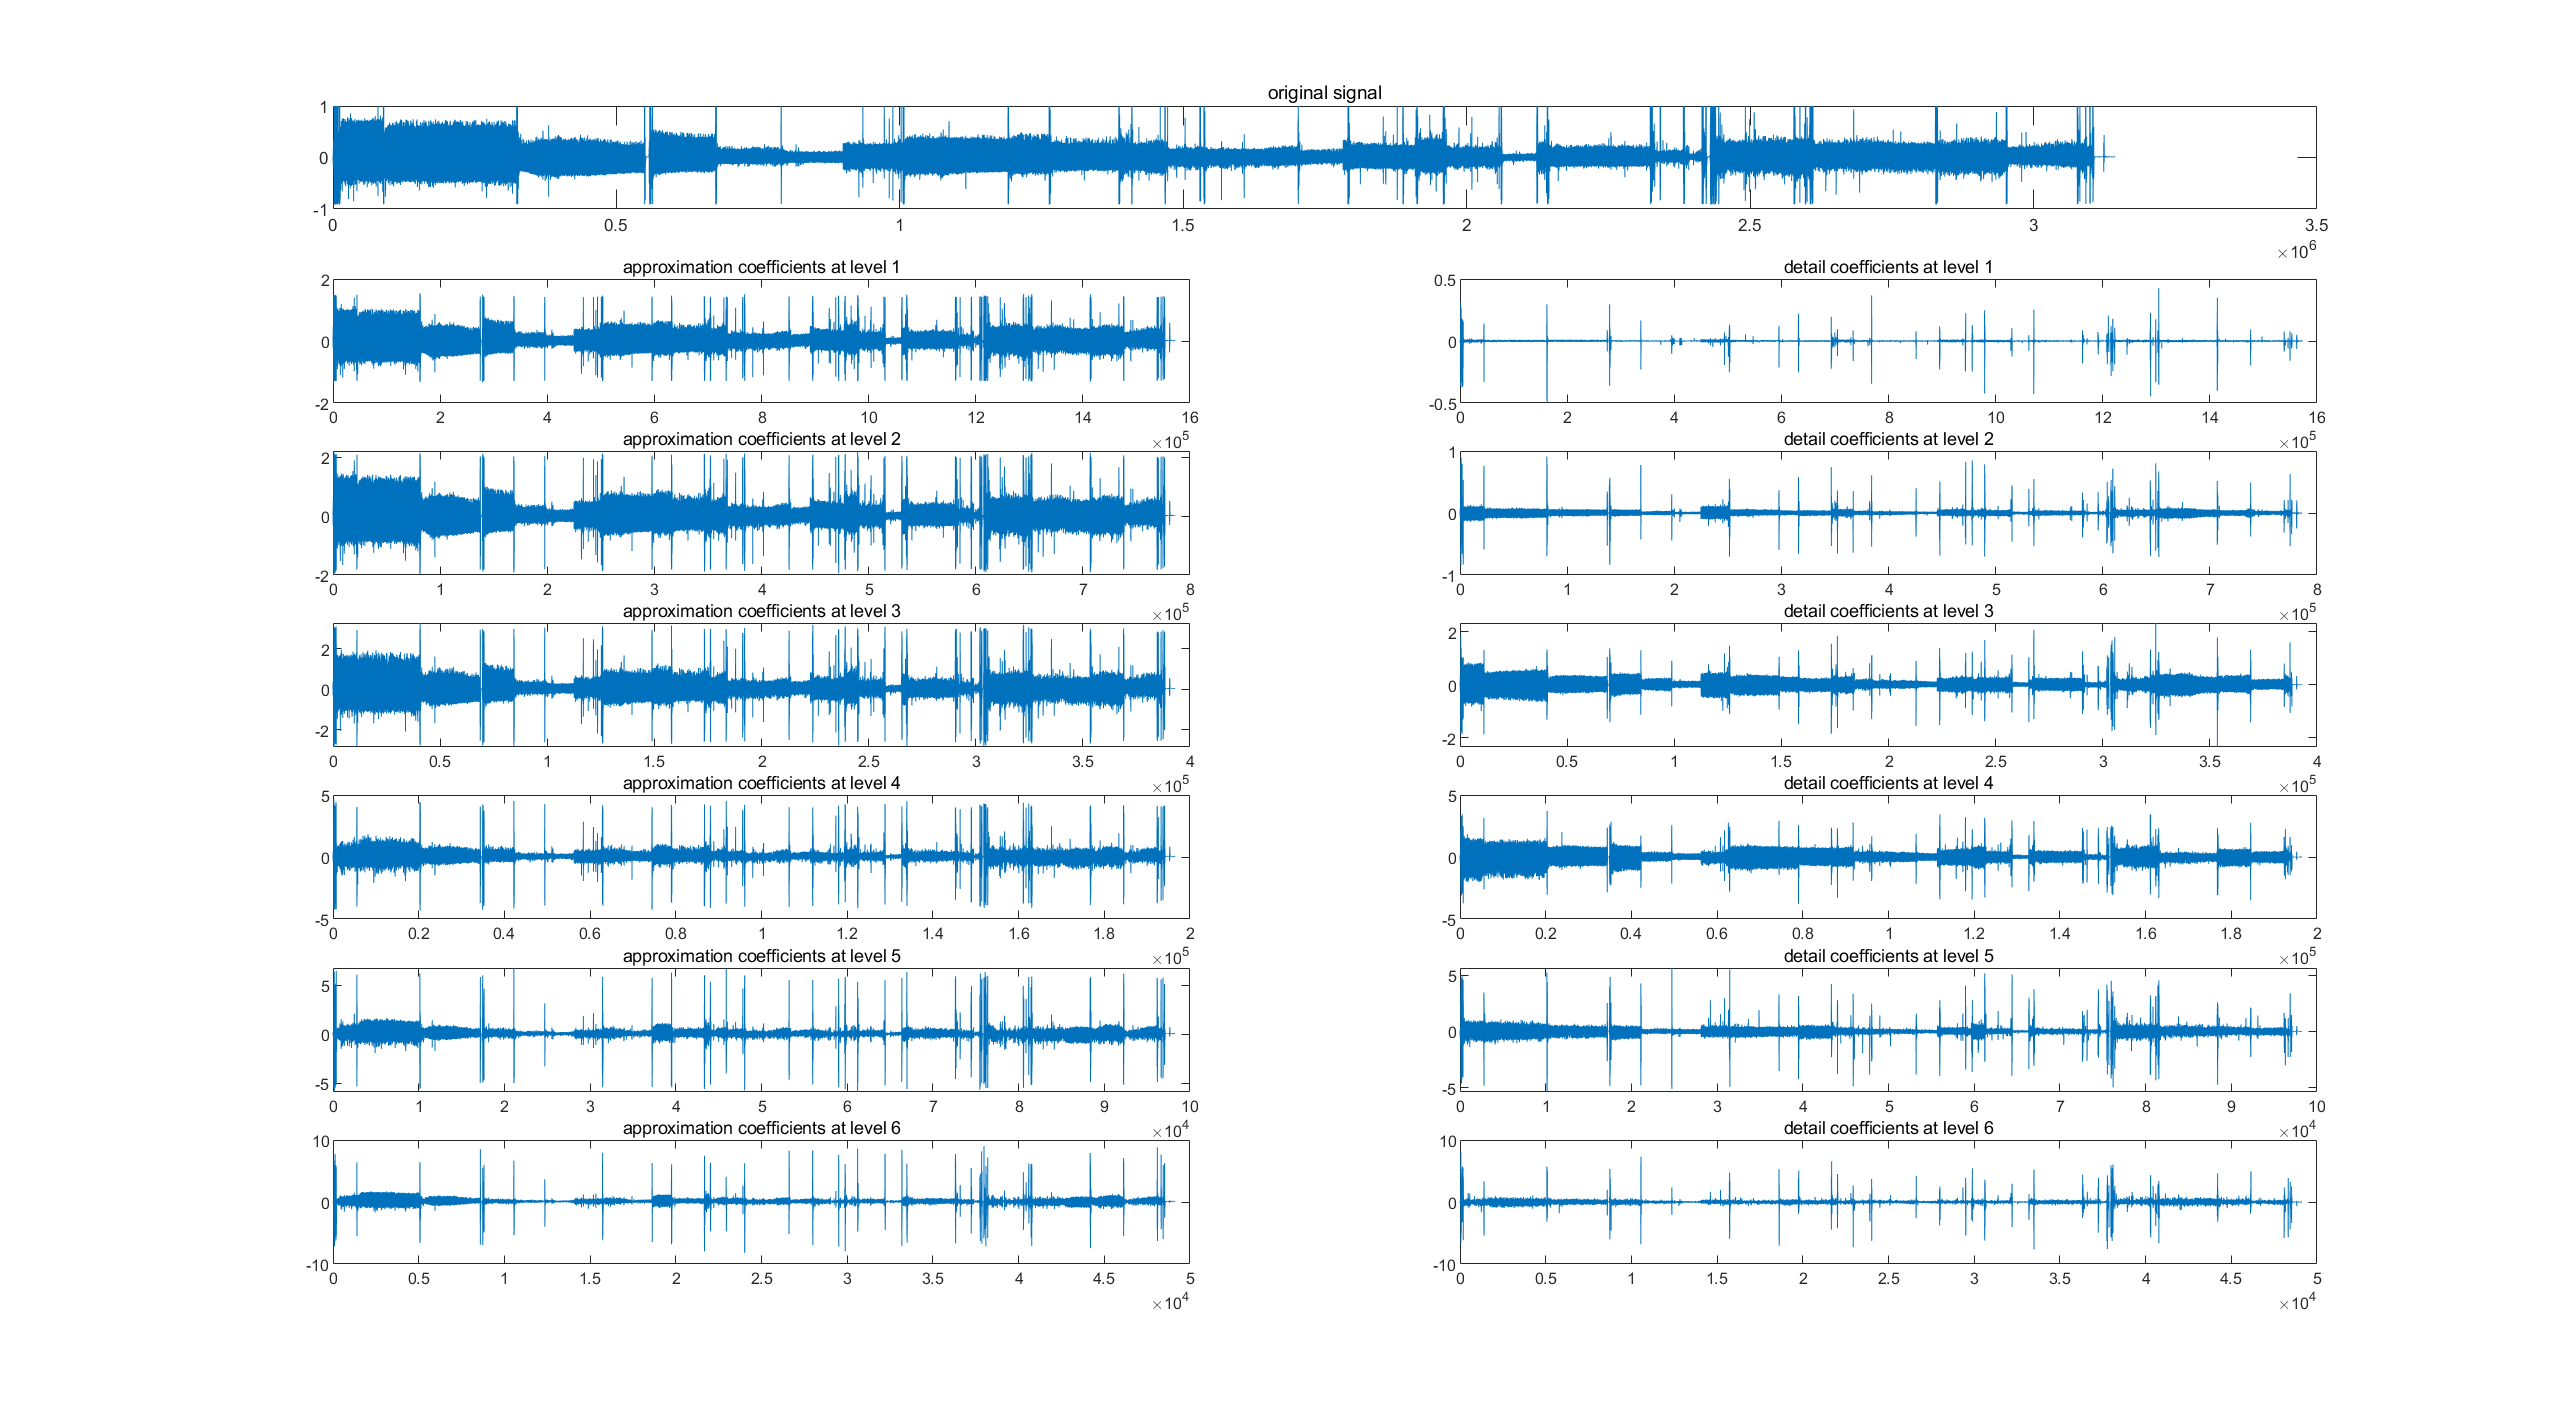 original signal
1
0
-1
0 0.5 1 1.5 2 2.5 3 3.5
×10^6
approximation coefficients at level 1
2
0
-2
0 2 4 6 8 10 12 14 16
×10^5
detail coefficients at level 1
0.5
0
-0.5
0 2 4 6 8 10 12 14 16
×10^5
approximation coefficients at level 2
2
0
-2
0 1 2 3 4 5 6 7 8
×10^5
detail coefficients at level 2
1
0
-1
0 1 2 3 4 5 6 7 8
×10^5
approximation coefficients at level 3
2
0
-2
0 0.5 1 1.5 2 2.5 3 3.5 4
×10^5
detail coefficients at level 3
2
0
-2
0 0.5 1 1.5 2 2.5 3 3.5 4
×10^5
approximation coefficients at level 4
5
0
-5
0 0.2 0.4 0.6 0.8 1 1.2 1.4 1.6 1.8 2
×10^5
detail coefficients at level 4
5
0
-5
0 0.2 0.4 0.6 0.8 1 1.2 1.4 1.6 1.8 2
×10^5
approximation coefficients at level 5
5
0
-5
0 1 2 3 4 5 6 7 8 9 10
×10^4
detail coefficients at level 5
5
0
-5
0 1 2 3 4 5 6 7 8 9 10
×10^4
approximation coefficients at level 6
10
0
-10
0 0.5 1 1.5 2 2.5 3 3.5 4 4.5 5
×10^4
detail coefficients at level 6
10
0
-10
0 0.5 1 1.5 2 2.5 3 3.5 4 4.5 5
×10^4